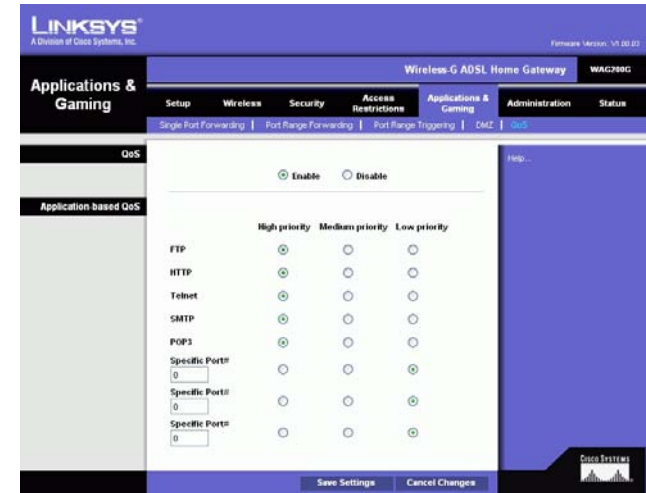 LINKSYS®
A Division of Cisco Systems, Inc.
Firmware Version: V1.00.03
Wireless-G ADSL Home Gateway WAG200G
Applications & Gaming
Setup Wireless Security Access Restrictions Applications & Gaming Administration Status
Single Port Forwarding | Port Range Forwarding | Port Range Triggering | DMZ | QoS
QoS
Enable Disable
Help...
Application-based QoS
High priority Medium priority Low priority
FTP
HTTP
Telnet
SMTP
POP3
Specific Port#
0
Specific Port#
0
Specific Port#
0
Save Settings Cancel Changes
CISCO SYSTEMS